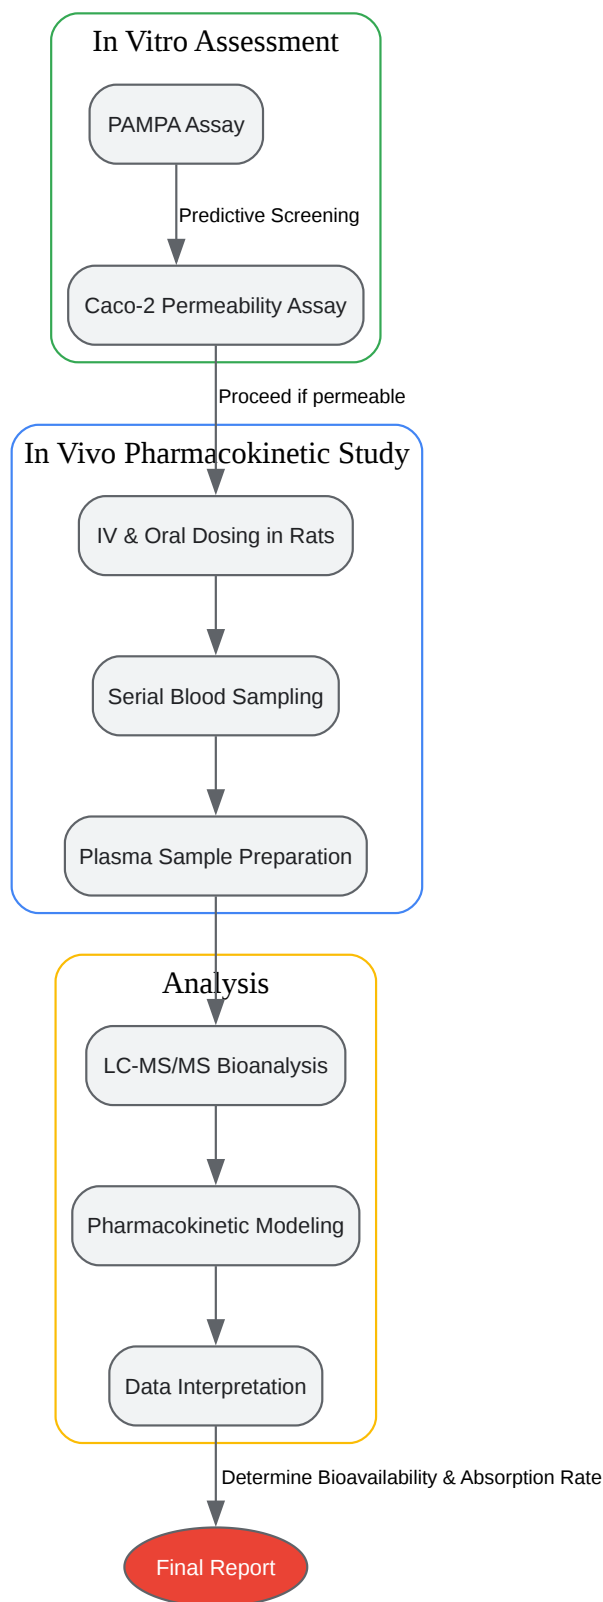 In Vitro Assessment
PAMPA Assay
Predictive Screening
Caco-2 Permeability Assay
Proceed if permeable
In Vivo Pharmacokinetic Study
IV & Oral Dosing in Rats
Serial Blood Sampling
Plasma Sample Preparation
Analysis
LC-MS/MS Bioanalysis
Pharmacokinetic Modeling
Data Interpretation
Determine Bioavailability & Absorption Rate
Final Report